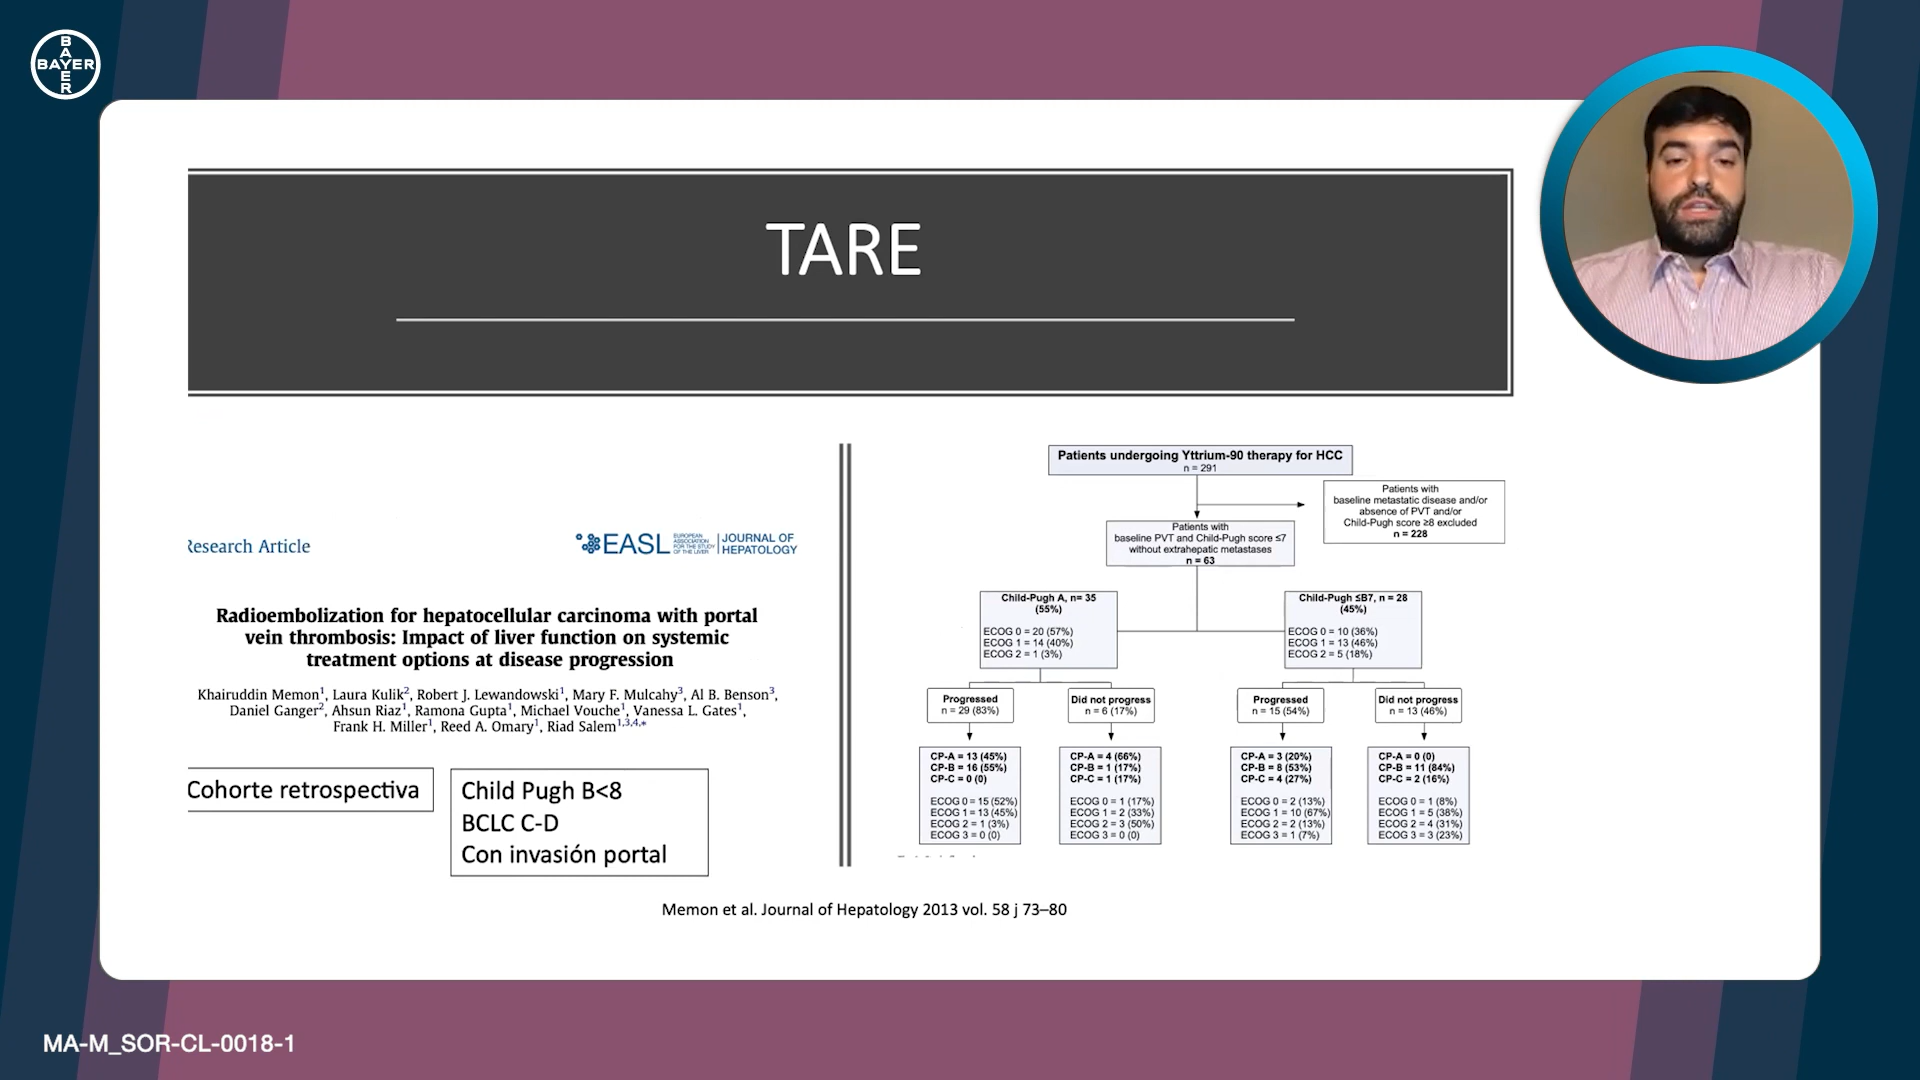 BAYER
BAYER
TARE
Research Article
EASL
EUROPEAN
ASSOCIATION
FOR THE STUDY
OF THE LIVER
JOURNAL OF
HEPATOLOGY
Radioembolization for hepatocellular carcinoma with portal
vein thrombosis: Impact of liver function on systemic
treatment options at disease progression
Khairuddin Memon1, Laura Kulik2, Robert J. Lewandowski1, Mary F. Mulcahy3, Al B. Benson3,
Daniel Ganger2, Ahsun Riaz1, Ramona Gupta1, Michael Vouche1, Vanessa L. Gates1,
Frank H. Miller1, Reed A. Omary1, Riad Salem1,3,4,*
Cohorte retrospectiva
Child Pugh B<8
BCLC C-D
Con invasión portal
Patients undergoing Yttrium-90 therapy for HCC
n = 291
Patients with
baseline metastatic disease and/or
absence of PVT and/or
Child-Pugh score ≥8 excluded
n = 228
Patients with
baseline PVT and Child-Pugh score ≤7
without extrahepatic metastases
n = 63
Child-Pugh A, n= 35
(55%)
ECOG 0 = 20 (57%)
ECOG 1 = 14 (40%)
ECOG 2 = 1 (3%)
Child-Pugh ≤B7, n = 28
(45%)
ECOG 0 = 10 (36%)
ECOG 1 = 13 (46%)
ECOG 2 = 5 (18%)
Progressed
n = 29 (83%)
Did not progress
n = 6 (17%)
Progressed
n = 15 (54%)
Did not progress
n = 13 (46%)
CP-A = 13 (45%)
CP-B = 16 (55%)
CP-C = 0 (0)
ECOG 0 = 15 (52%)
ECOG 1 = 13 (45%)
ECOG 2 = 1 (3%)
ECOG 3 = 0 (0)
CP-A = 4 (66%)
CP-B = 1 (17%)
CP-C = 1 (17%)
ECOG 0 = 1 (17%)
ECOG 1 = 2 (33%)
ECOG 2 = 3 (50%)
ECOG 3 = 0 (0)
CP-A = 3 (20%)
CP-B = 8 (53%)
CP-C = 4 (27%)
ECOG 0 = 2 (13%)
ECOG 1 = 10 (67%)
ECOG 2 = 2 (13%)
ECOG 3 = 1 (7%)
CP-A = 0 (0)
CP-B = 11 (84%)
CP-C = 2 (16%)
ECOG 0 = 1 (8%)
ECOG 1 = 5 (38%)
ECOG 2 = 4 (31%)
ECOG 3 = 3 (23%)
Memon et al. Journal of Hepatology 2013 vol. 58 j 73–80
MA-M_SOR-CL-0018-1